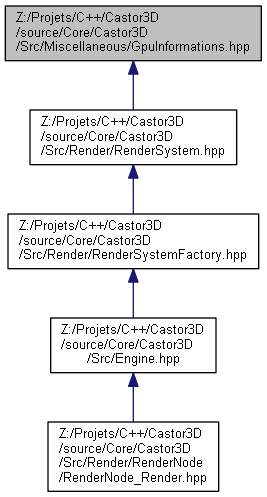 Z:/Projets/C++/Castor3D
/source/Core/Castor3D
/Src/Miscellaneous/GpuInformations.hpp
Z:/Projets/C++/Castor3D
/source/Core/Castor3D
/Src/Render/RenderSystem.hpp
Z:/Projets/C++/Castor3D
/source/Core/Castor3D
/Src/Render/RenderSystemFactory.hpp
Z:/Projets/C++/Castor3D
/source/Core/Castor3D
/Src/Engine.hpp
Z:/Projets/C++/Castor3D
/source/Core/Castor3D
/Src/Render/RenderNode
/RenderNode_Render.hpp